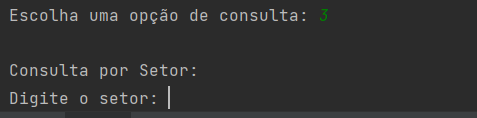 Escolha uma opção de consulta: 3
Consulta por Setor:
Digite o setor: